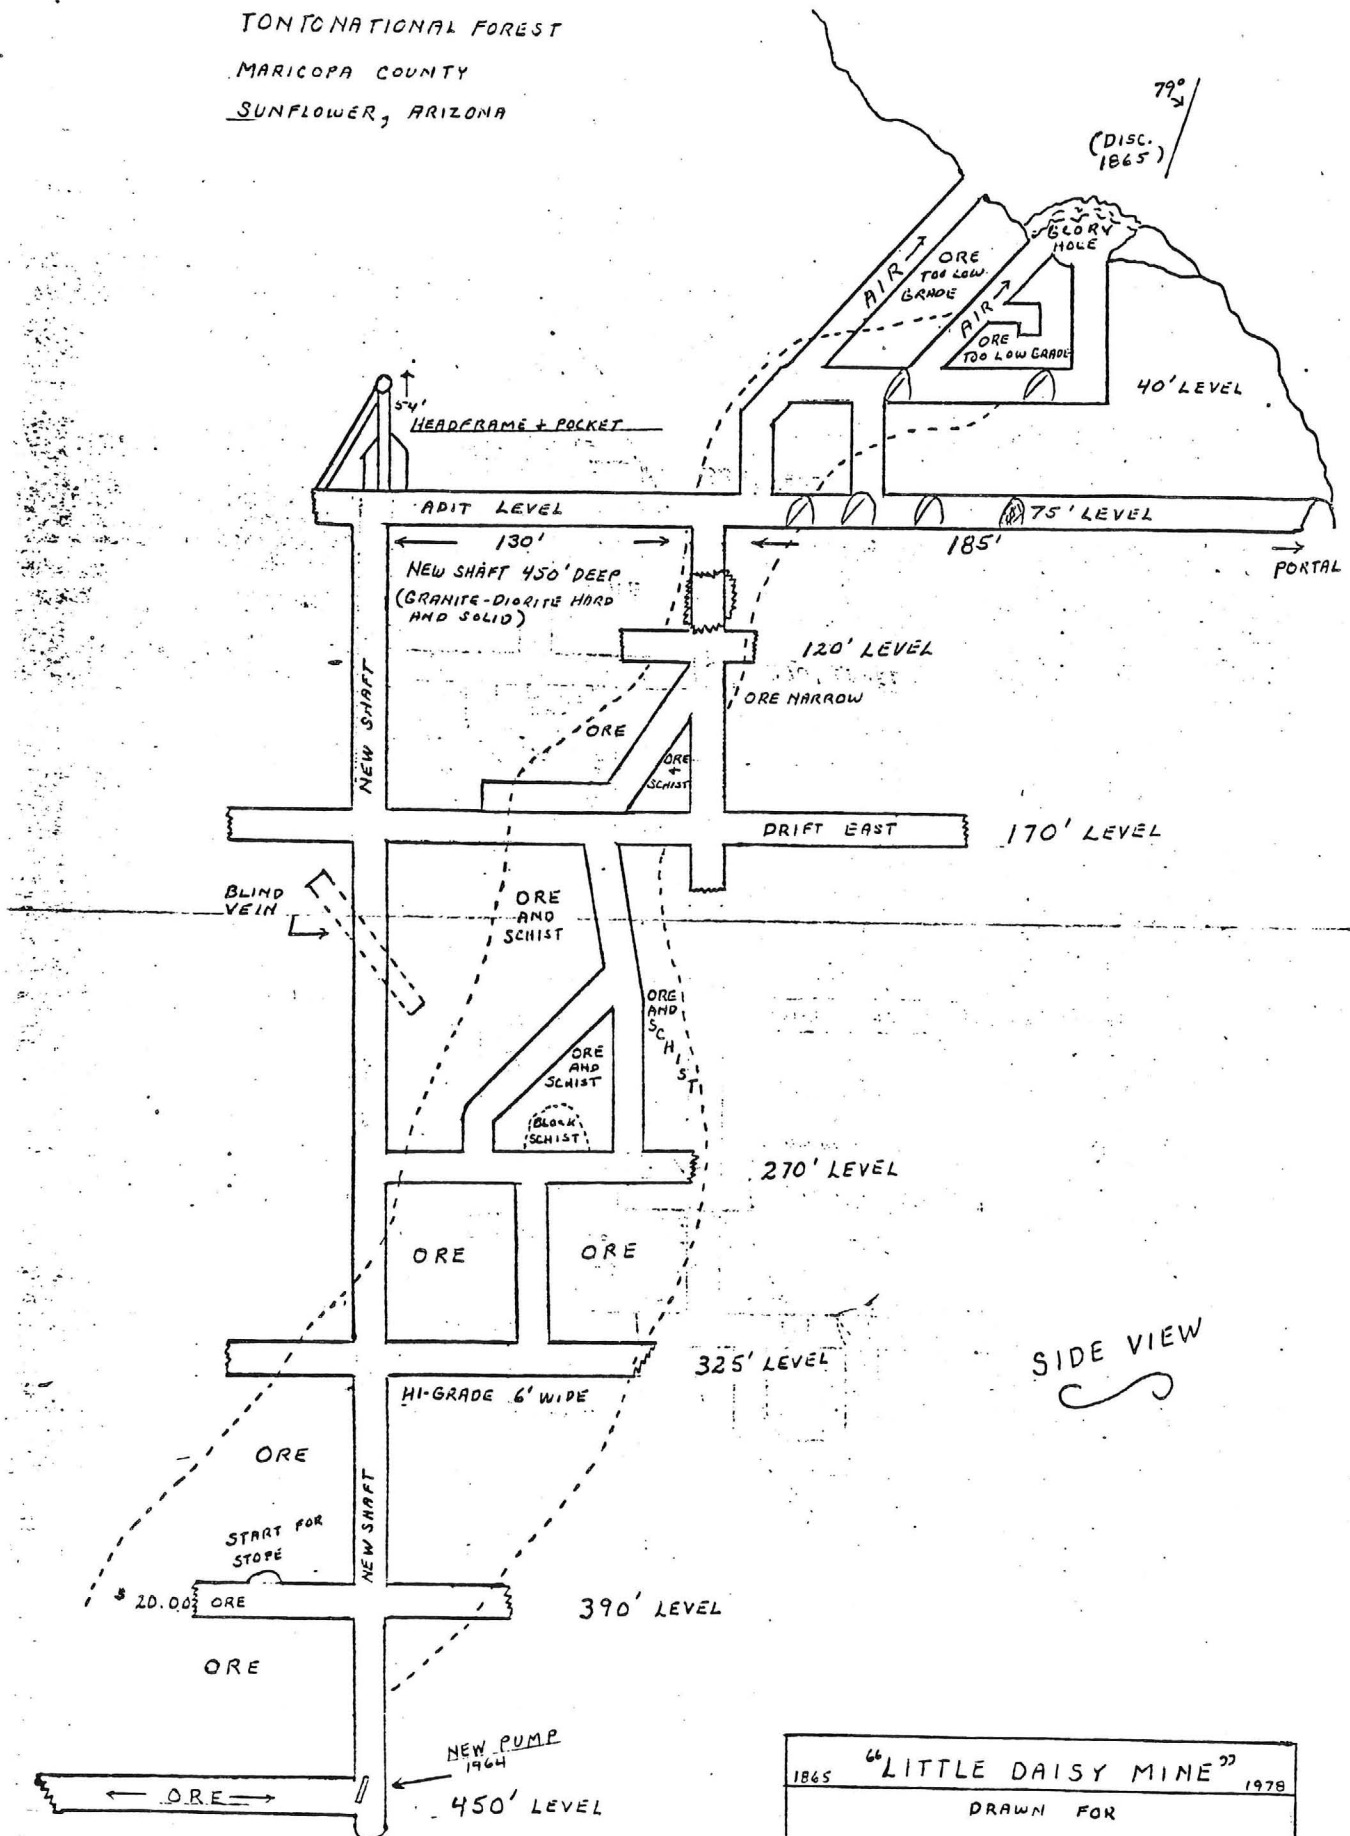 TONTO NATIONAL FOREST
MARICOPA COUNTY
SUNFLOWER, ARIZONA
79°
(DISC.
1865)
GLORY
HOLE
AIR →
ORE
TOO LOW
GRADE
AIR →
ORE
TOO LOW GRADE
40' LEVEL
54'
HEADFRAME + POCKET
ADIT LEVEL
75' LEVEL
← 130' →
← 185' →
PORTAL
NEW SHAFT 450' DEEP
(GRANITE-DIORITE HARD
AND SOLID)
120' LEVEL
NEW SHAFT
ORE NARROW
ORE
ORE
+
SCHIST
DRIFT EAST
170' LEVEL
BLIND
VEIN
ORE
AND
SCHIST
ORE
AND
SCHIST
ORE
AND
SCHIST
BLOCK
SCHIST
270' LEVEL
ORE
ORE
325' LEVEL
SIDE VIEW
HI-GRADE 6' WIDE
ORE
NEW SHAFT
START FOR
STOPE
$ 20.00 ORE
390' LEVEL
ORE
NEW PUMP
1964
← ORE →
450' LEVEL
1865 "LITTLE DAISY MINE" 1978
DRAWN FOR